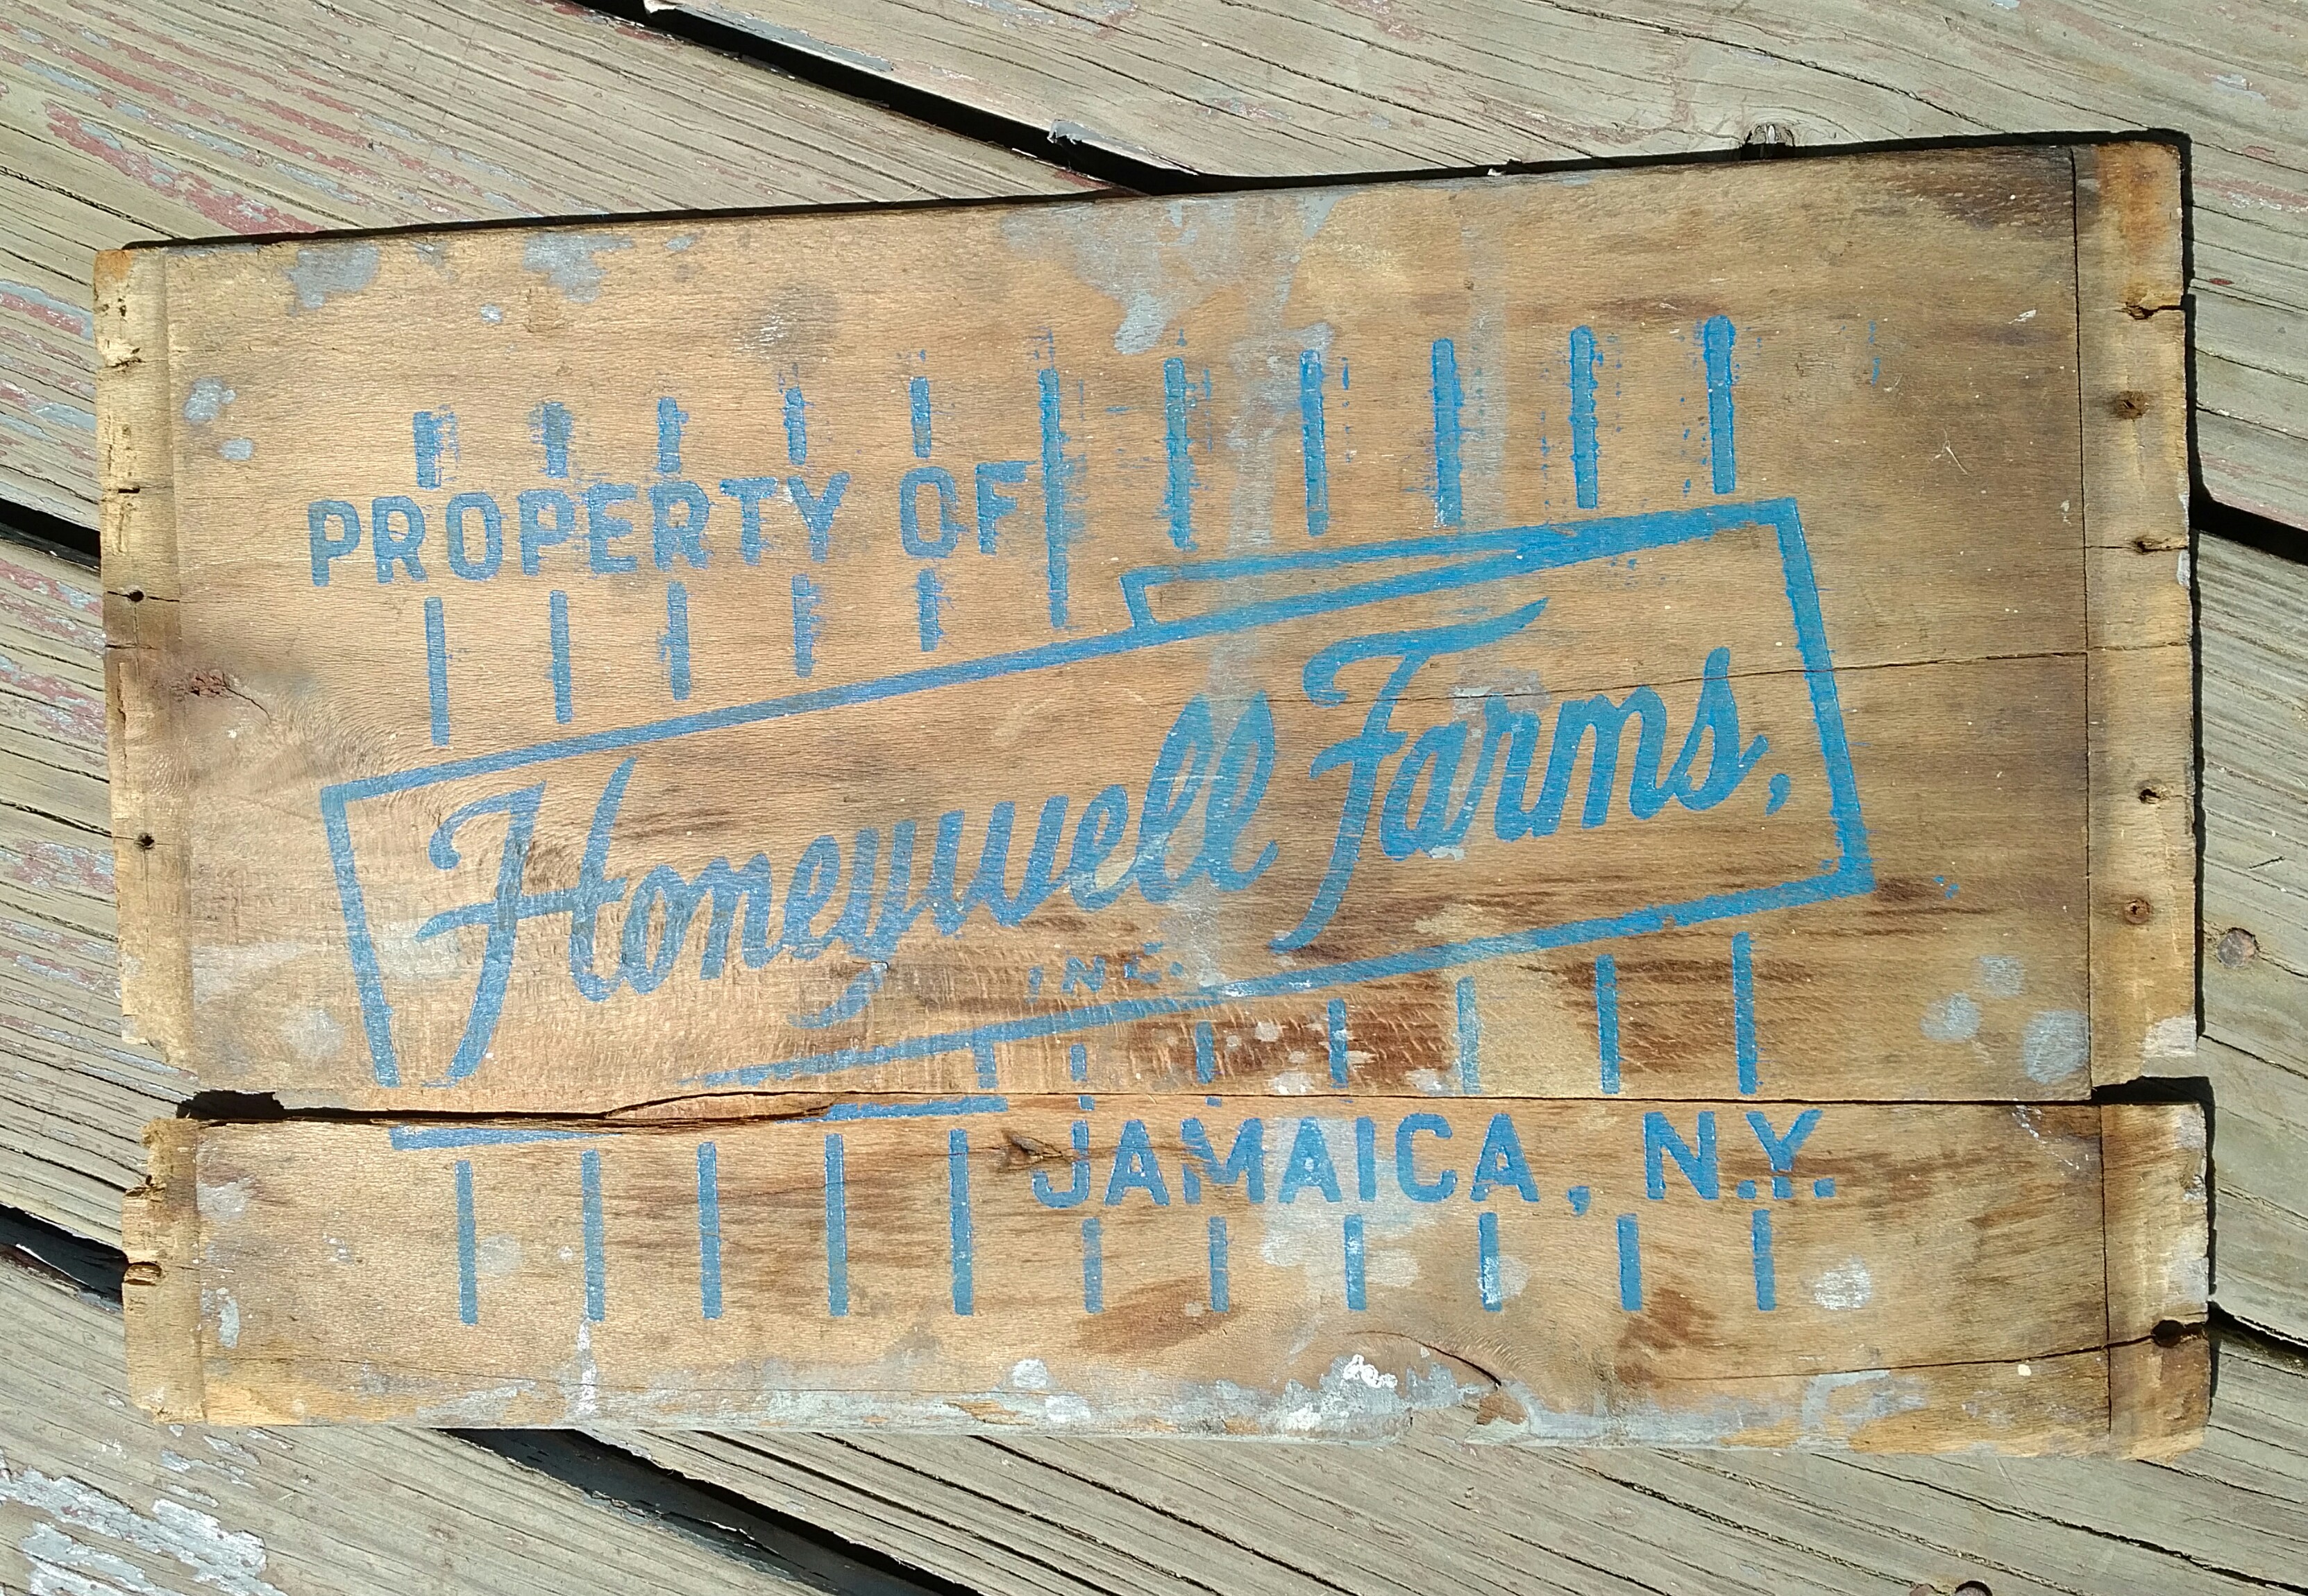 PROPERTY OF
Honeywell Farms,
INC.
JAMAICA, N.Y.